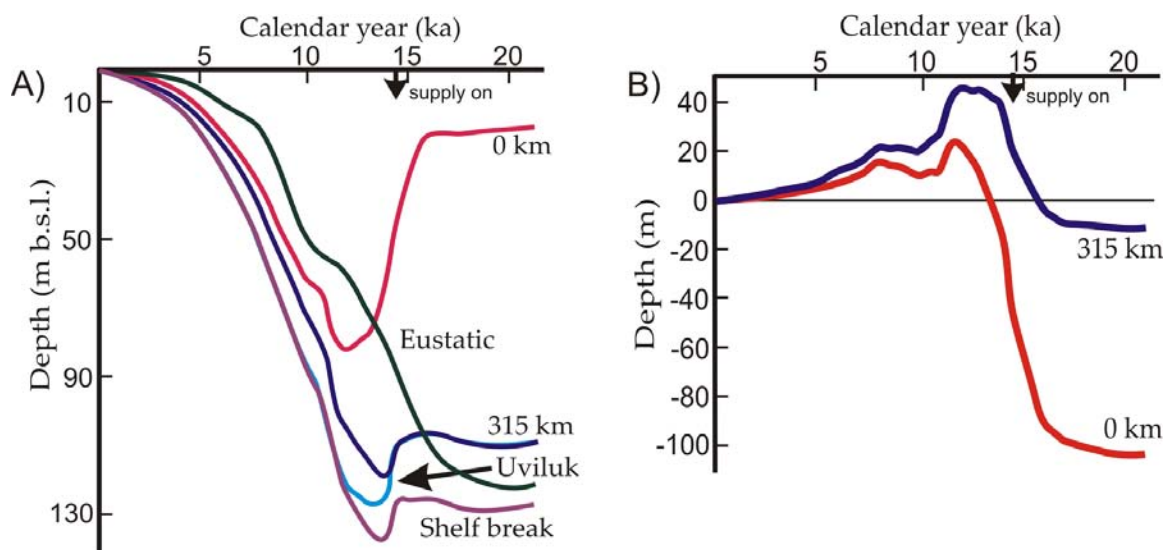 Calendar year (ka)
5 10 15 20
A)
supply on
10
0 km
50
Depth (m b.s.l.)
Eustatic
90
315 km
Uviluk
130
Shelf break
Calendar year (ka)
5 10 15 20
B)
supply on
40
20
0
Depth (m)
-20
315 km
-40
-60
-80
-100
0 km